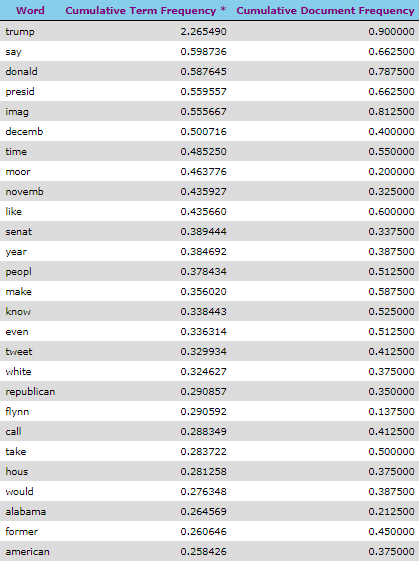 Word Cumulative Term Frequency * Cumulative Document Frequency
trump 2.265490 0.900000
say 0.598736 0.662500
donald 0.587645 0.787500
presid 0.559557 0.662500
imag 0.555667 0.812500
decemb 0.500716 0.400000
time 0.485250 0.550000
moor 0.463776 0.200000
novemb 0.435927 0.325000
like 0.435660 0.600000
senat 0.389444 0.337500
year 0.384692 0.387500
peopl 0.378434 0.512500
make 0.356020 0.587500
know 0.338443 0.525000
even 0.336314 0.512500
tweet 0.329934 0.412500
white 0.324627 0.375000
republican 0.290857 0.350000
flynn 0.290592 0.137500
call 0.288349 0.412500
take 0.283722 0.500000
hous 0.281258 0.375000
would 0.276348 0.387500
alabama 0.264569 0.212500
former 0.260646 0.450000
american 0.258426 0.375000